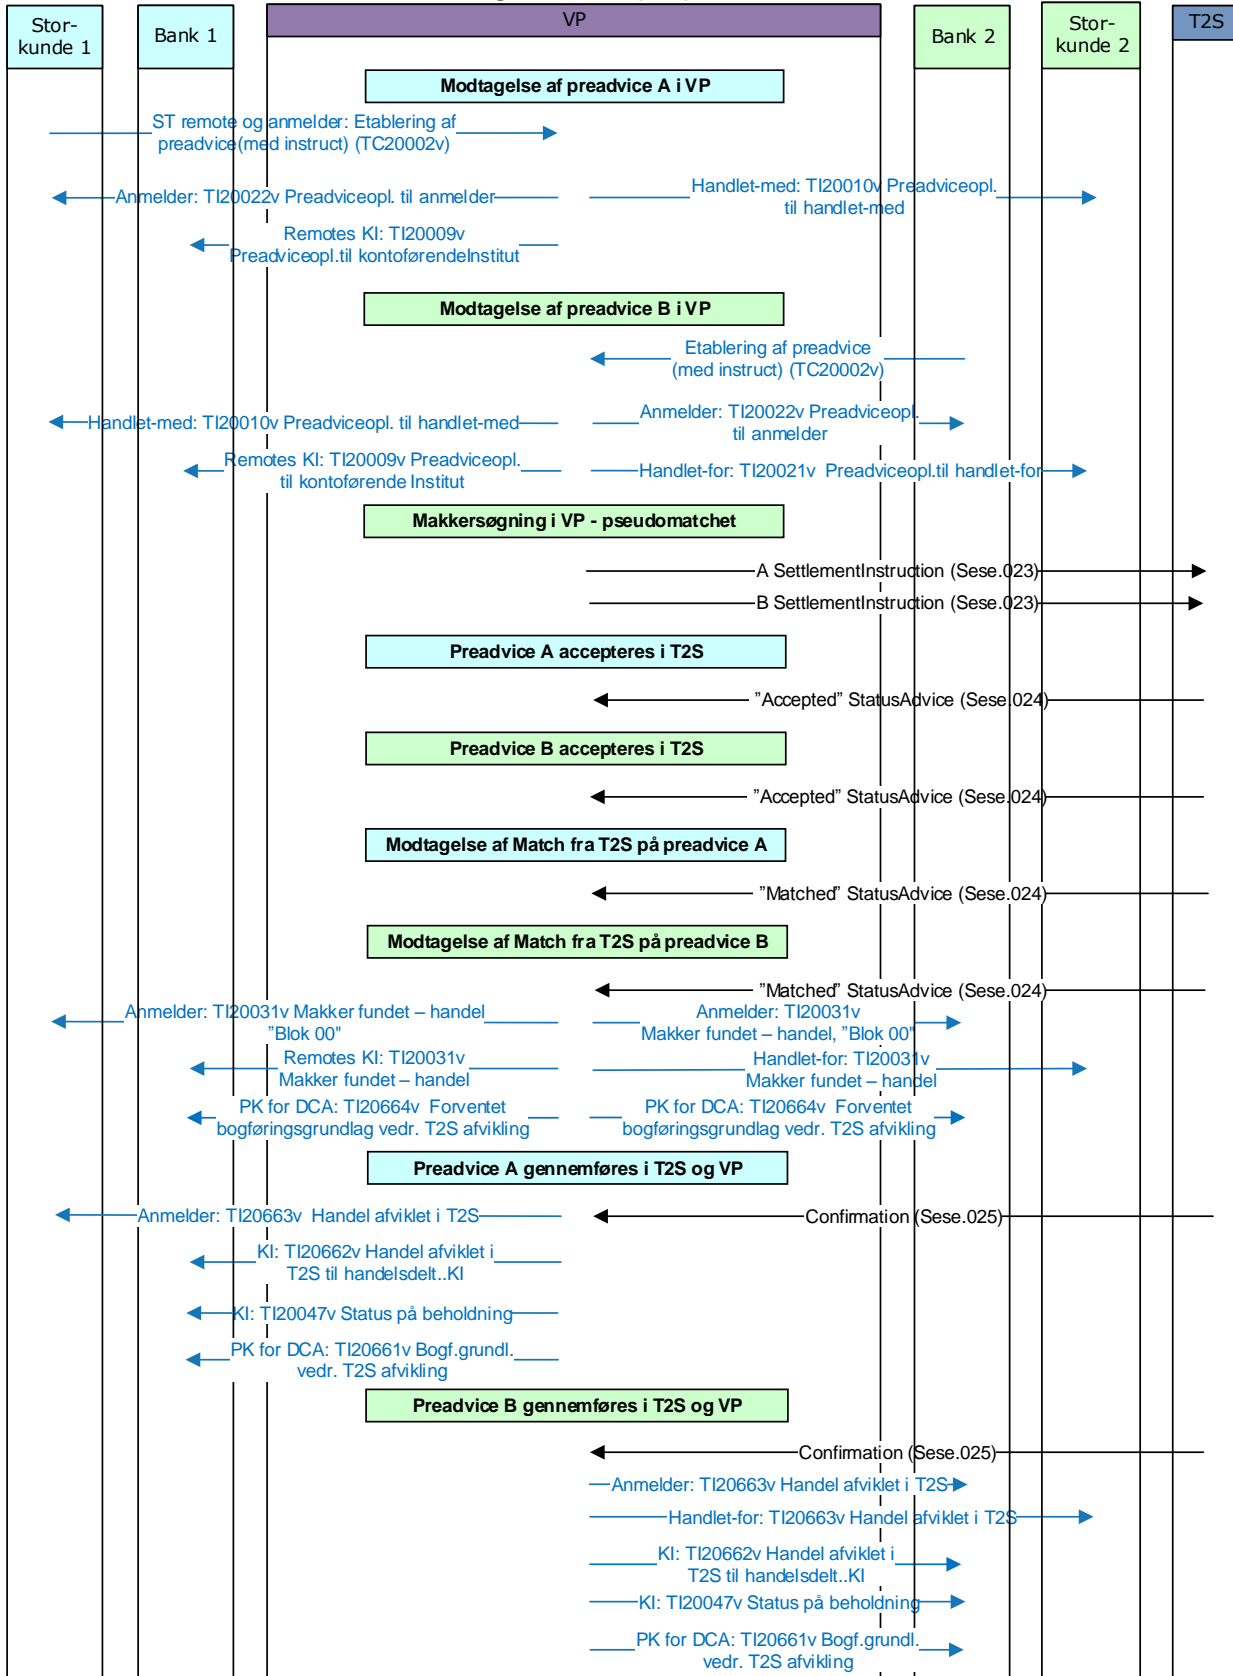 Stor-
kunde 1
Bank 1
VP
Bank 2
Stor-
kunde 2
T2S
Modtagelse af preadvice A i VP
ST remote og anmelder: Etablering af
preadvice(med instruct) (TC20002v)
Anmelder: TI20022v Preadviceopl. til anmelder
Handlet-med: TI20010v Preadviceopl.
til handlet-med
Remotes KI: TI20009v
Preadviceopl.til kontoførendeInstitut
Modtagelse af preadvice B i VP
Etablering af preadvice
(med instruct) (TC20002v)
Handlet-med: TI20010v Preadviceopl. til handlet-med
Anmelder: TI20022v Preadviceopl.
til anmelder
Remotes KI: TI20009v Preadviceopl.
til kontoførende Institut
Handlet-for: TI20021v Preadviceopl.til handlet-for
Makkersøgning i VP - pseudomatchet
A SettlementInstruction (Sese.023)
B SettlementInstruction (Sese.023)
Preadvice A accepteres i T2S
”Accepted” StatusAdvice (Sese.024)
Preadvice B accepteres i T2S
”Accepted” StatusAdvice (Sese.024)
Modtagelse af Match fra T2S på preadvice A
”Matched” StatusAdvice (Sese.024)
Modtagelse af Match fra T2S på preadvice B
”Matched” StatusAdvice (Sese.024)
Anmelder: TI20031v Makker fundet – handel
”Blok 00"
Anmelder: TI20031v
Makker fundet – handel, ”Blok 00"
Remotes KI: TI20031v
Makker fundet – handel
Handlet-for: TI20031v
Makker fundet – handel
PK for DCA: TI20664v Forventet
bogføringsgrundlag vedr. T2S afvikling
PK for DCA: TI20664v Forventet
bogføringsgrundlag vedr. T2S afvikling
Preadvice A gennemføres i T2S og VP
Anmelder: TI20663v Handel afviklet i T2S
Confirmation (Sese.025)
KI: TI20662v Handel afviklet i
T2S til handelsdelt..KI
KI: TI20047v Status på beholdning
PK for DCA: TI20661v Bogf.grundl.
vedr. T2S afvikling
Preadvice B gennemføres i T2S og VP
Confirmation (Sese.025)
Anmelder: TI20663v Handel afviklet i T2S
Handlet-for: TI20663v Handel afviklet i T2S
KI: TI20662v Handel afviklet i
T2S til handelsdelt..KI
KI: TI20047v Status på beholdning
PK for DCA: TI20661v Bogf.grundl.
vedr. T2S afvikling